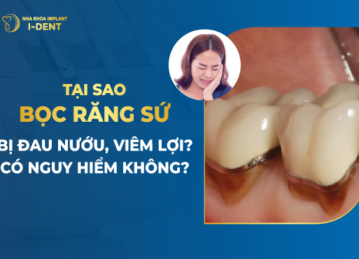 NHA KHOA IMPLANT
I-DENT
TẠI SAO
BỌC RĂNG SỨ
BỊ ĐAU NƯỚU, VIÊM LỢI?
CÓ NGUY HIỂM KHÔNG?